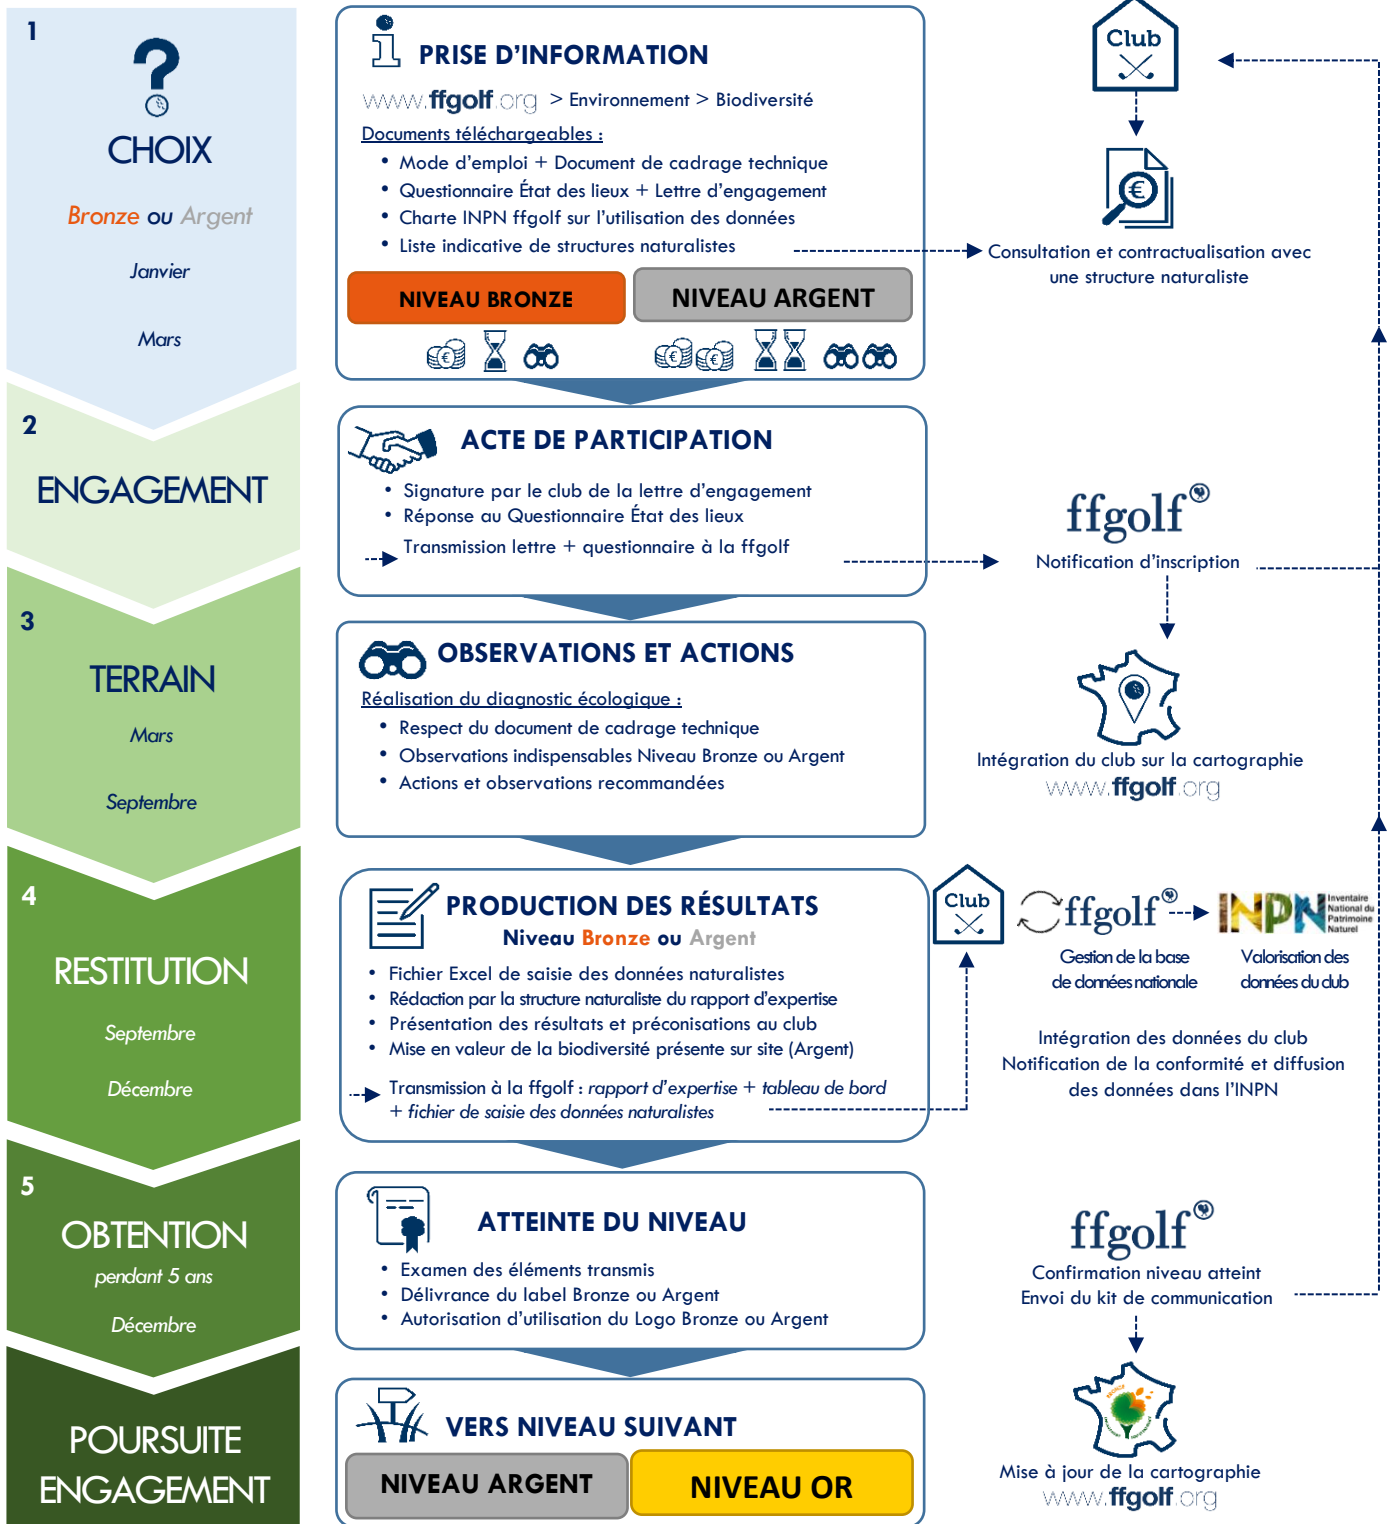 1
CHOIX
Bronze ou Argent
Janvier
Mars
PRISE D'INFORMATION
www.ffgolf.org > Environnement > Biodiversité
Documents téléchargeables :
• Mode d'emploi + Document de cadrage technique
• Questionnaire État des lieux + Lettre d'engagement
• Charte INPN ffgolf sur l'utilisation des données
• Liste indicative de structures naturalistes
NIVEAU BRONZE
NIVEAU ARGENT
Club
Consultation et contractualisation avec
une structure naturaliste
2
ENGAGEMENT
ACTE DE PARTICIPATION
• Signature par le club de la lettre d'engagement
• Réponse au Questionnaire État des lieux
Transmission lettre + questionnaire à la ffgolf
ffgolf
Notification d'inscription
3
TERRAIN
Mars
Septembre
OBSERVATIONS ET ACTIONS
Réalisation du diagnostic écologique :
• Respect du document de cadrage technique
• Observations indispensables Niveau Bronze ou Argent
• Actions et observations recommandées
Intégration du club sur la cartographie
www.ffgolf.org
4
RESTITUTION
Septembre
Décembre
PRODUCTION DES RÉSULTATS
Niveau Bronze ou Argent
• Fichier Excel de saisie des données naturalistes
• Rédaction par la structure naturaliste du rapport d'expertise
• Présentation des résultats et préconisations au club
• Mise en valeur de la biodiversité présente sur site (Argent)
Transmission à la ffgolf : rapport d'expertise + tableau de bord
+ fichier de saisie des données naturalistes
Club
ffgolf
Gestion de la base
de données nationale
INPN
Inventaire
National du
Patrimoine
Naturel
Valorisation des
données du club
Intégration des données du club
Notification de la conformité et diffusion
des données dans l'INPN
5
OBTENTION
pendant 5 ans
Décembre
ATTEINTE DU NIVEAU
• Examen des éléments transmis
• Délivrance du label Bronze ou Argent
• Autorisation d'utilisation du Logo Bronze ou Argent
ffgolf
Confirmation niveau atteint
Envoi du kit de communication
POURSUITE
ENGAGEMENT
VERS NIVEAU SUIVANT
NIVEAU ARGENT
NIVEAU OR
Mise à jour de la cartographie
www.ffgolf.org